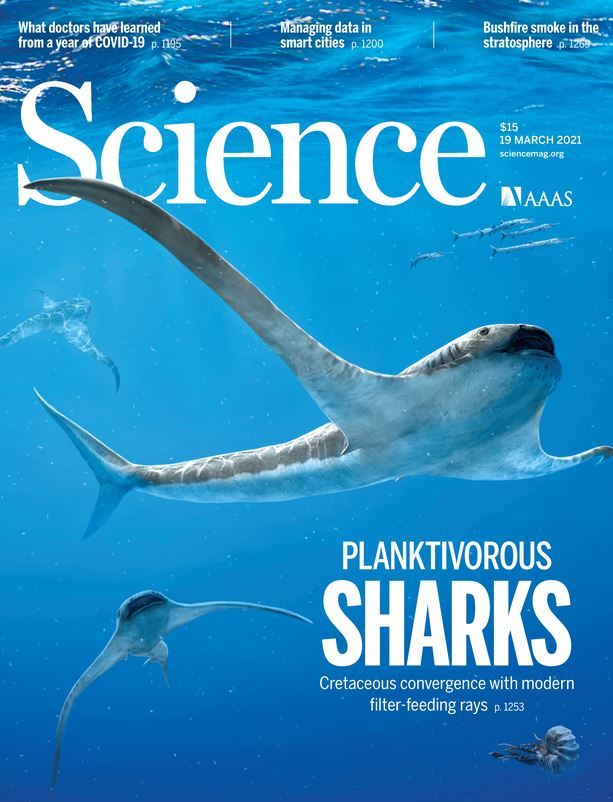 What doctors have learned
from a year of COVID-19 p. 1195
Managing data in
smart cities p. 1200
Bushfire smoke in the
stratosphere p. 1269
Science
$15
19 MARCH 2021
sciencemag.org
AAAS
PLANKTIVOROUS
SHARKS
Cretaceous convergence with modern
filter-feeding rays p. 1253